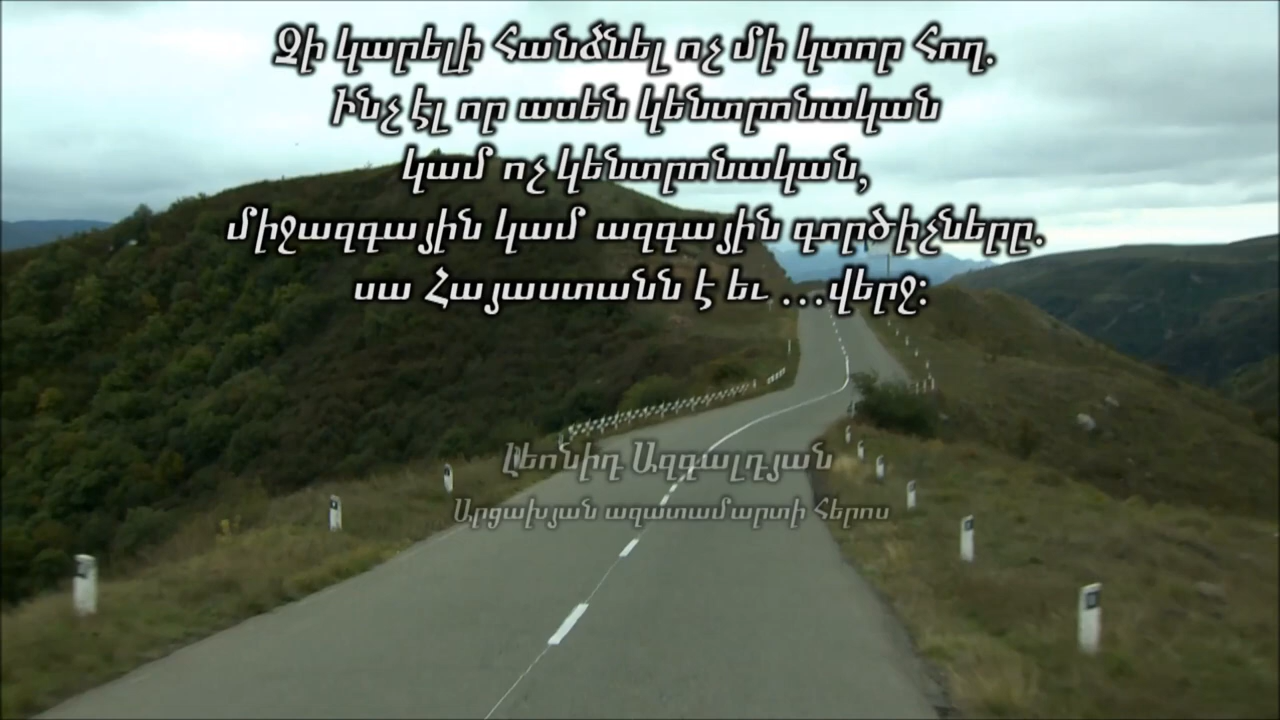 Չի կարելի Հանձնել ոչ մի կտոր Հող.
Ինչ էլ որ ասեն կենտրոնական
կամ ոչ կենտրոնական,
միջազգային կամ ազգային գործիչները.
սա Հայաստանն է եւ ...վերջ:
Լեոնիդ Ազգալդյան
Արցախյան ազատամարտի Հերոս